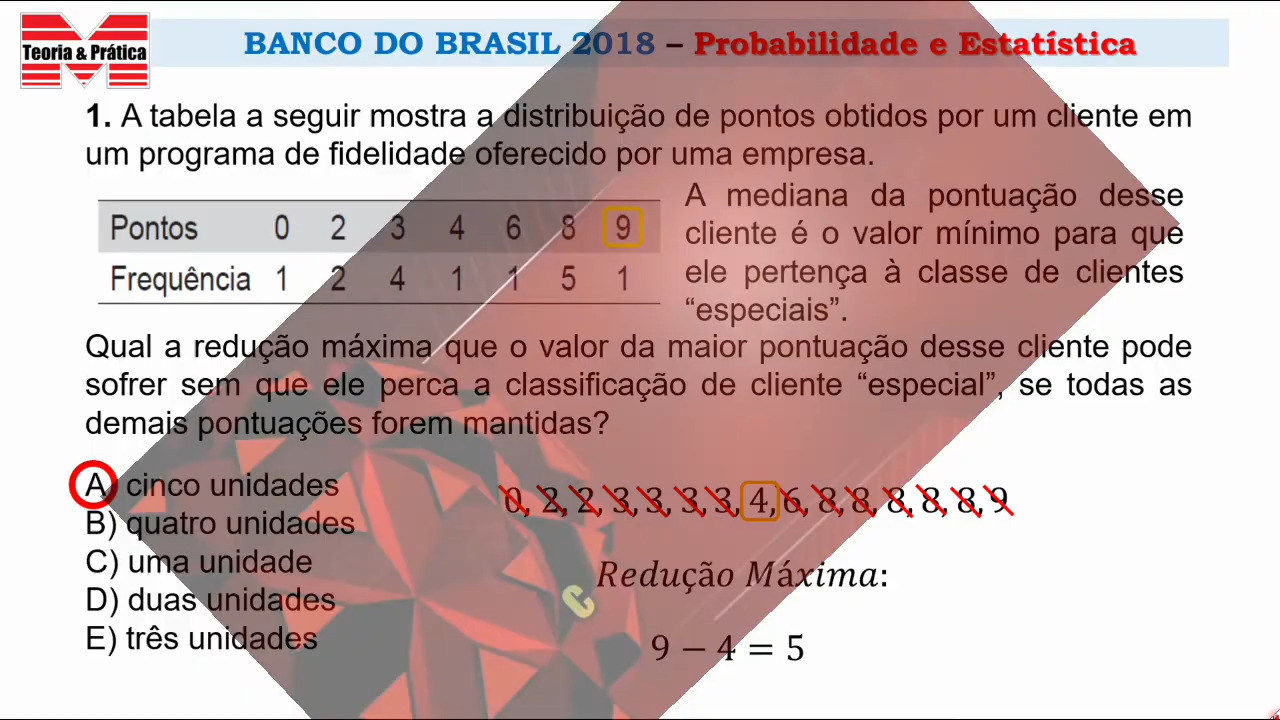 Teoria & Prática
BANCO DO BRASIL 2018 – Probabilidade e Estatística
1. A tabela a seguir mostra a distribuição de pontos obtidos por um cliente em
um programa de fidelidade oferecido por uma empresa.
Pontos 0 2 3 4 6 8 9
Frequência 1 2 4 1 1 5 1
A mediana da pontuação desse
cliente é o valor mínimo para que
ele pertença à classe de clientes
“especiais”.
Qual a redução máxima que o valor da maior pontuação desse cliente pode
sofrer sem que ele perca a classificação de cliente “especial”, se todas as
demais pontuações forem mantidas?
A) cinco unidades
B) quatro unidades
C) uma unidade
D) duas unidades
E) três unidades
0, 2, 2, 3, 3, 3, 3, 4, 6, 8, 8, 8, 8, 8, 9
Redução Máxima:
9 − 4 = 5